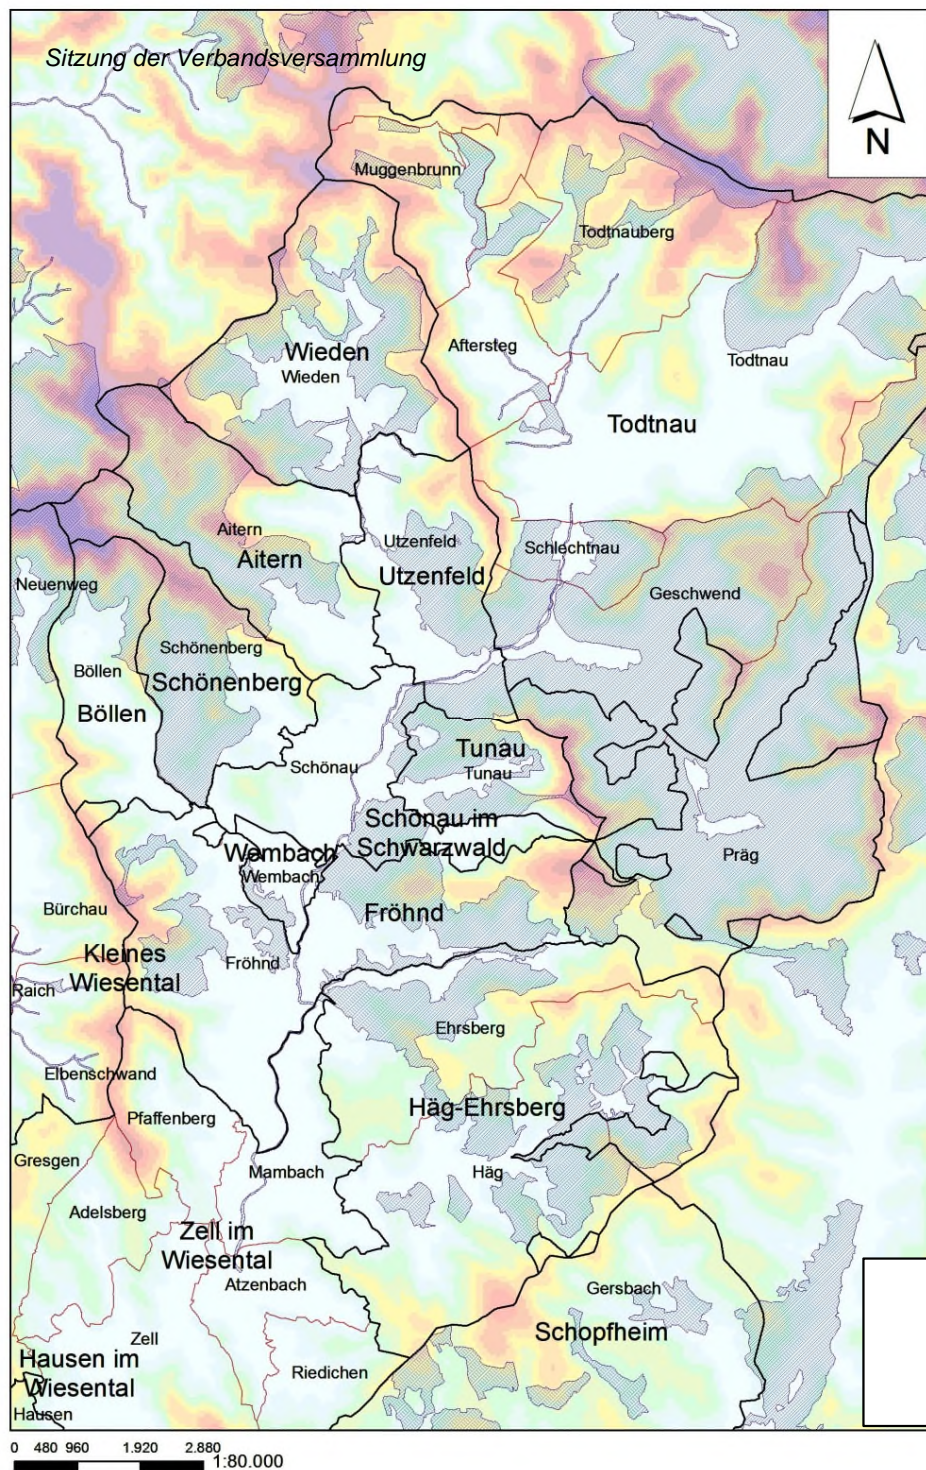 Sitzung der Verbandsversammlung
N
Muggenbrunn
Todtnauberg
Aftersteg
Wieden
Wieden
Todtnau
Todtnau
Aitern
Aitern
Utzenfeld
Utzenfeld
Schlechtnau
Neuenweg
Geschwend
Schönenberg
Schönenberg
Böllen
Böllen
Tunau
Tunau
Schönau
Schönau im
Schwarzwald
Wembach
Wembach
Präg
Bürchau
Fröhnd
Kleines
Wiesental
Fröhnd
Raich
Ehrsberg
Elbenschwand
Häg-Ehrsberg
Pfaffenberg
Gresgen
Mambach
Häg
Adelsberg
Zell im
Wiesental
Atzenbach
Gersbach
Schopfheim
Zell
Hausen im
Wiesental
Riedichen
Hausen
0 480 960 1.920 2.880
1:80.000